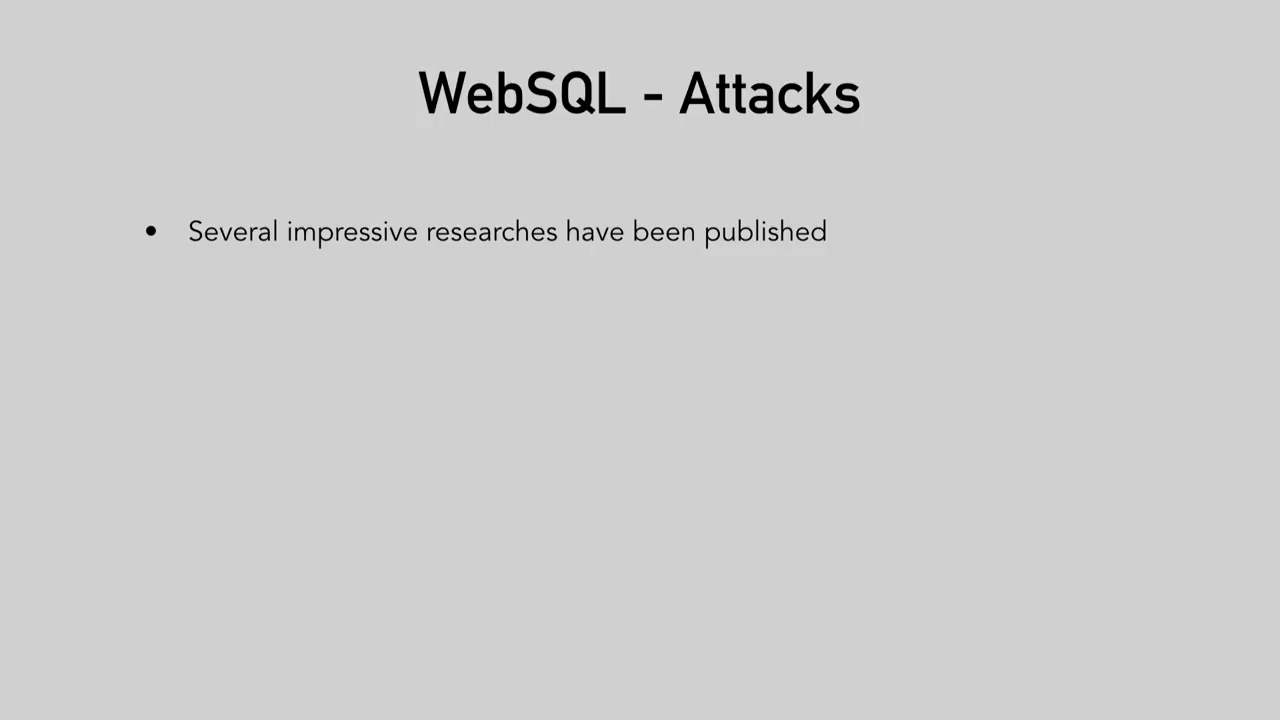 WebSQL - Attacks
• Several impressive researches have been published